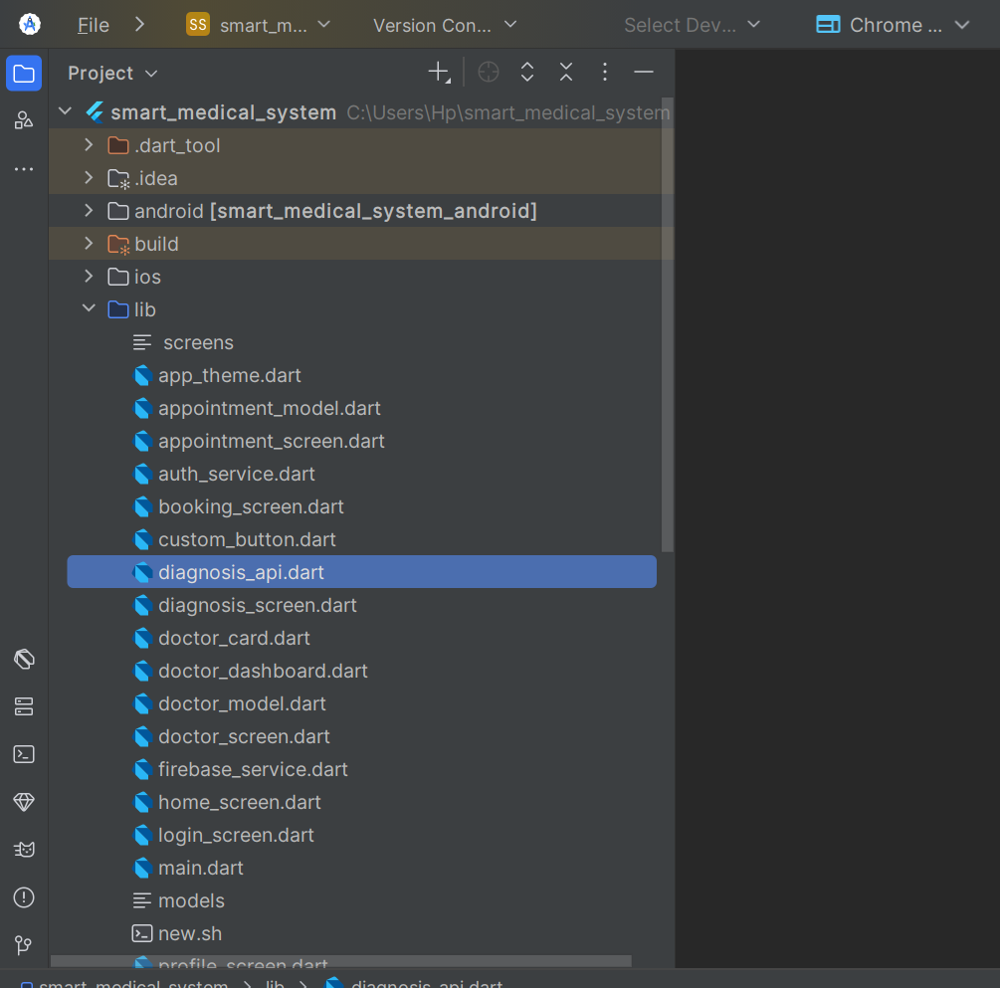 File SS smart_m... Version Con... Select Dev... Chrome ...
Project
smart_medical_system C:\Users\Hp\smart_medical_system
.dart_tool
.idea
android [smart_medical_system_android]
build
ios
lib
screens
app_theme.dart
appointment_model.dart
appointment_screen.dart
auth_service.dart
booking_screen.dart
custom_button.dart
diagnosis_api.dart
diagnosis_screen.dart
doctor_card.dart
doctor_dashboard.dart
doctor_model.dart
doctor_screen.dart
firebase_service.dart
home_screen.dart
login_screen.dart
main.dart
models
new.sh
profile_screen.dart
smart_medical_system > lib > diagnosis_api.dart